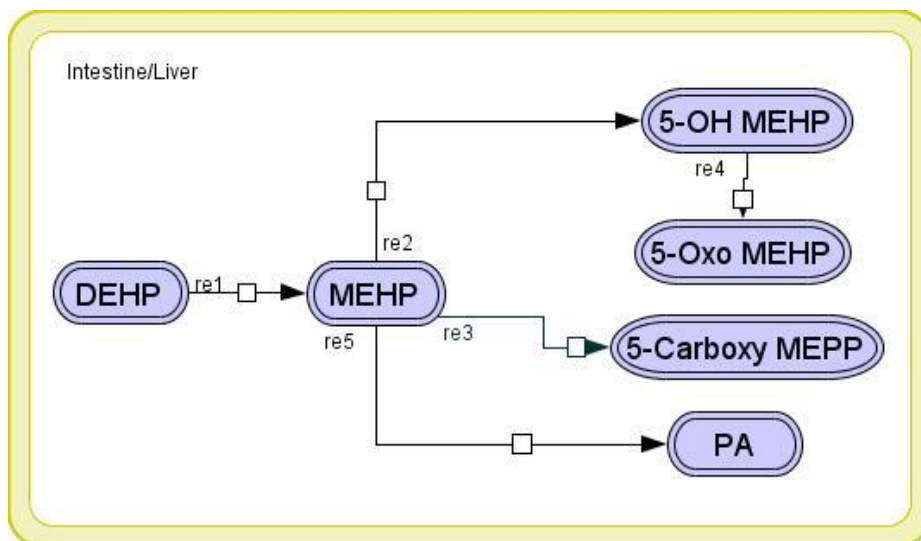 Intestine/Liver
5-OH MEHP
re4
re2
5-Oxo MEHP
DEHP
re1
MEHP
re5
re3
5-Carboxy MEPP
PA